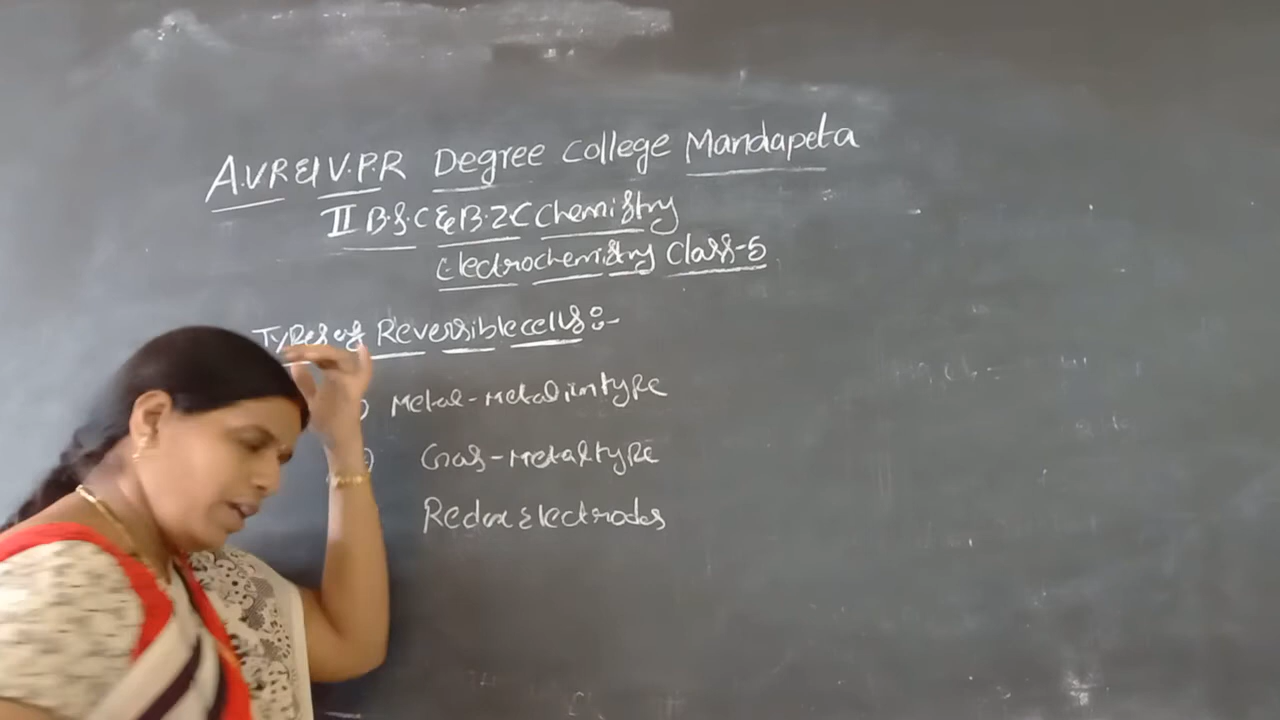 A.V.R & V.P.R Degree College Mandapeta
II B.S.C & B.Z.C Chemistry
Electrochemistry Class-5
Types of Reversible cells:-
) Metal-Metal ion type
) Gas-Metal type
Redox Electrodes